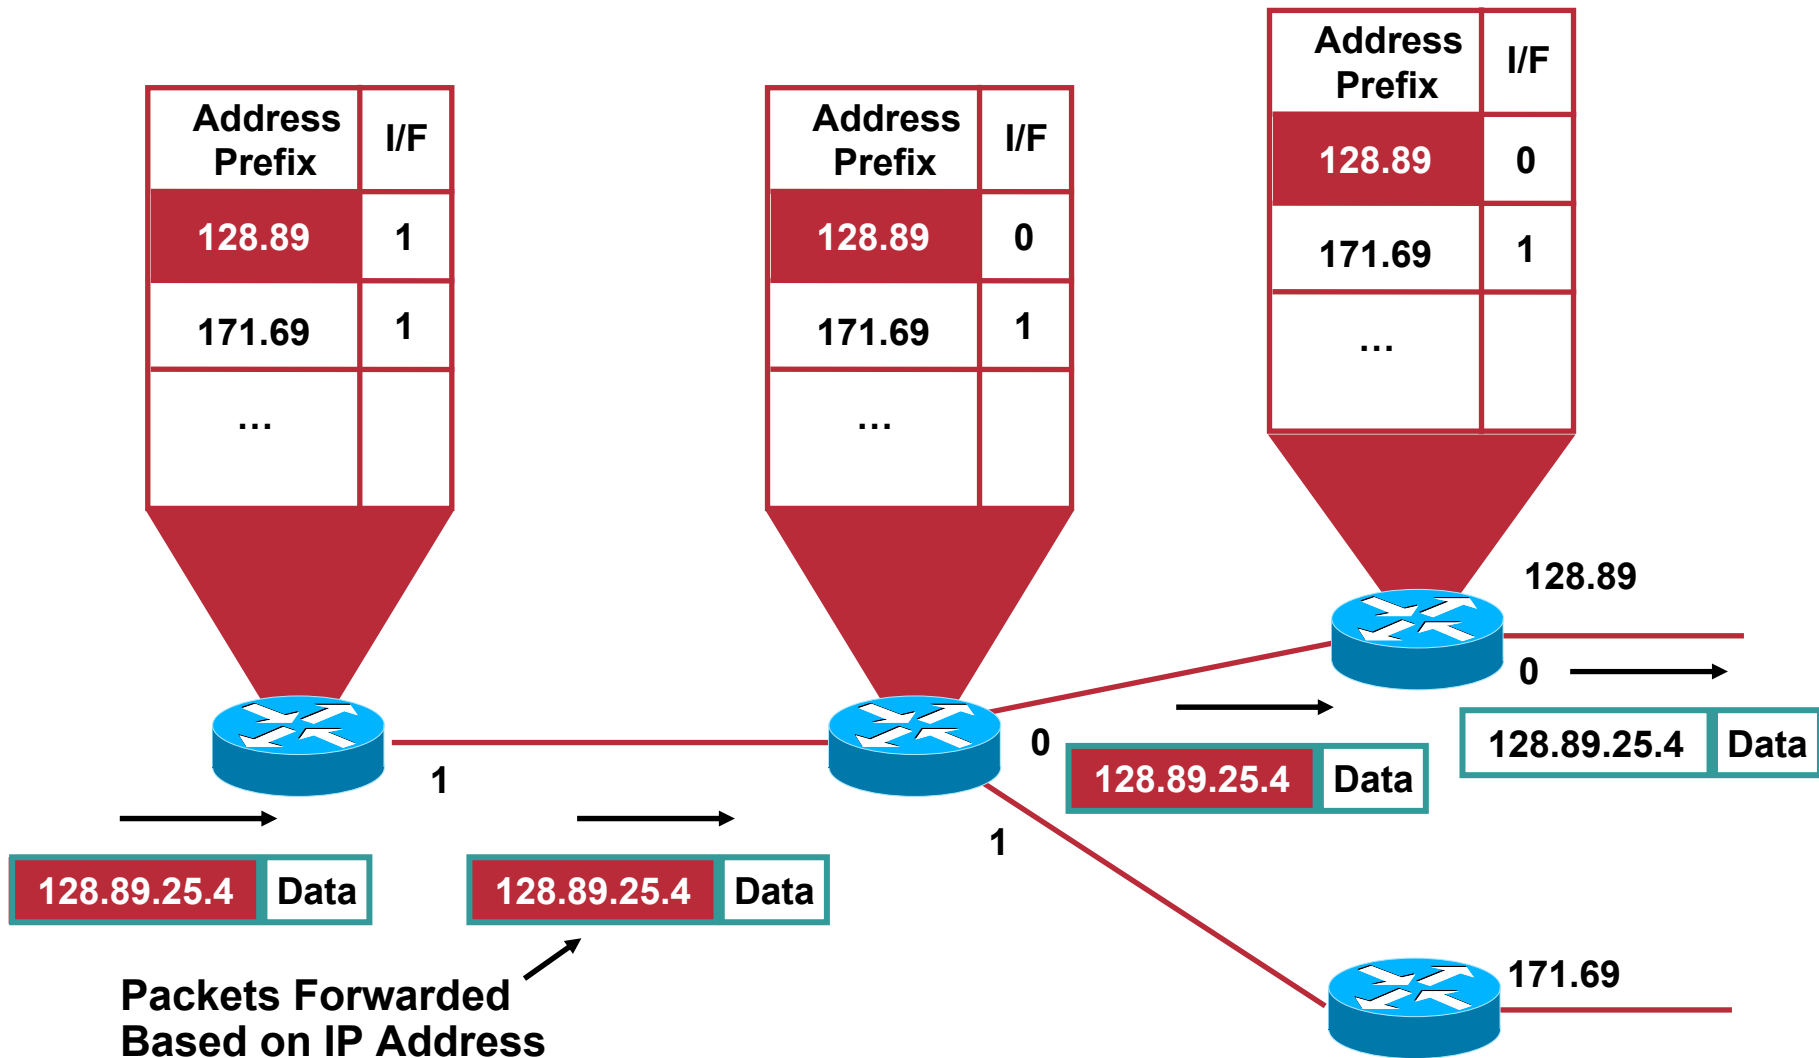 Address
Prefix
I/F
128.89
1
171.69
1
...
Address
Prefix
I/F
128.89
0
171.69
1
...
Address
Prefix
I/F
128.89
0
171.69
1
...
128.89
0
128.89.25.4 Data
0
128.89.25.4 Data
1
1
128.89.25.4 Data
128.89.25.4 Data
Packets Forwarded
Based on IP Address
171.69